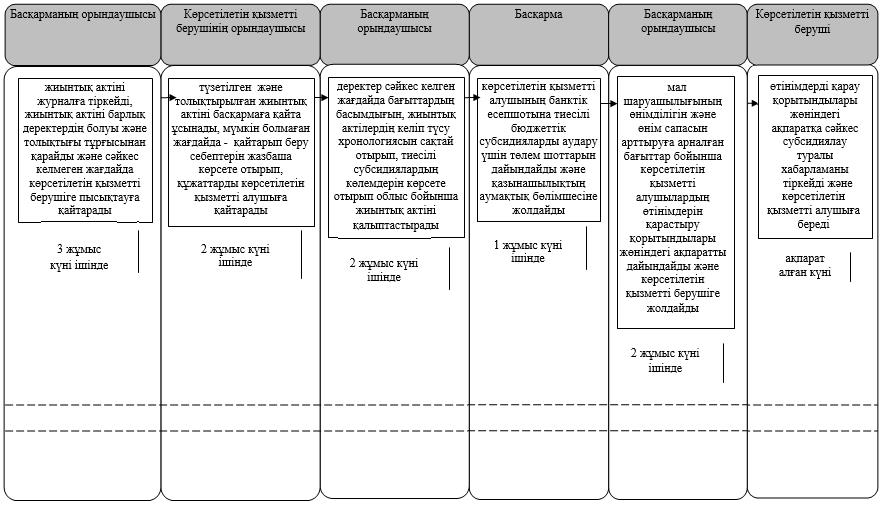 Басқарманың орындаушысы
Көрсетілетін қызметті
берушінің орындаушысы
Басқарманың
орындаушысы
Басқарма
Басқарманың
орындаушысы
Көрсетілетін қызметті
беруші
жиынтық актіні
журналға тіркейді,
жиынтық актіні барлық
деректердің болуы және
толықтығы тұрғысынан
қарайды және сәйкес
келмеген жағдайда
көрсетілетін қызметті
берушіге пысықтауға
қайтарады
3 жұмыс
күні ішінде
түзетілген және
толықтырылған жиынтық
актіні басқармаға қайта
ұсынады, мүмкін болмаған
жағдайда - қайтарып беру
себептерін жазбаша
көрсете отырып,
құжаттарды көрсетілетін
қызметті алушыға
қайтарады
2 жұмыс күні
ішінде
деректер сәйкес келген
жағдайда бағыттардың
басымдығын, жиынтық
актілердің келіп түсу
хронологиясын сақтай
отырып, тиесілі
субсидиялардың
көлемдерін көрсете
отырып облыс бойынша
жиынтық актіні
қалыптастырады
2 жұмыс күні
ішінде
көрсетілетін қызметті
алушының банктік
есепшотына тиесілі
бюджеттік
субсидияларды аудару
үшін төлем шоттарын
дайындайды және
қазынашылықтың
аумақтық бөлімшесіне
жолдайды
1 жұмыс күні
ішінде
мал
шаруашылығының
өнімділігін және
өнім сапасын
арттыруға арналған
бағыттар бойынша
көрсетілетін
қызметті
алушылардың
өтінімдерін
қарастыру
қорытындылары
жөніндегі ақпаратты
дайындайды және
көрсетілетін
қызметті берушіге
жолдайды
2 жұмыс күні
ішінде
өтінімдерді қарау
қорытындылары
жөніндегі
ақпаратқа сәйкес
субсидиялау
туралы
хабарламаны
тіркейді және
көрсетілетін
қызметті алушыға
береді
ақпарат
алған күні